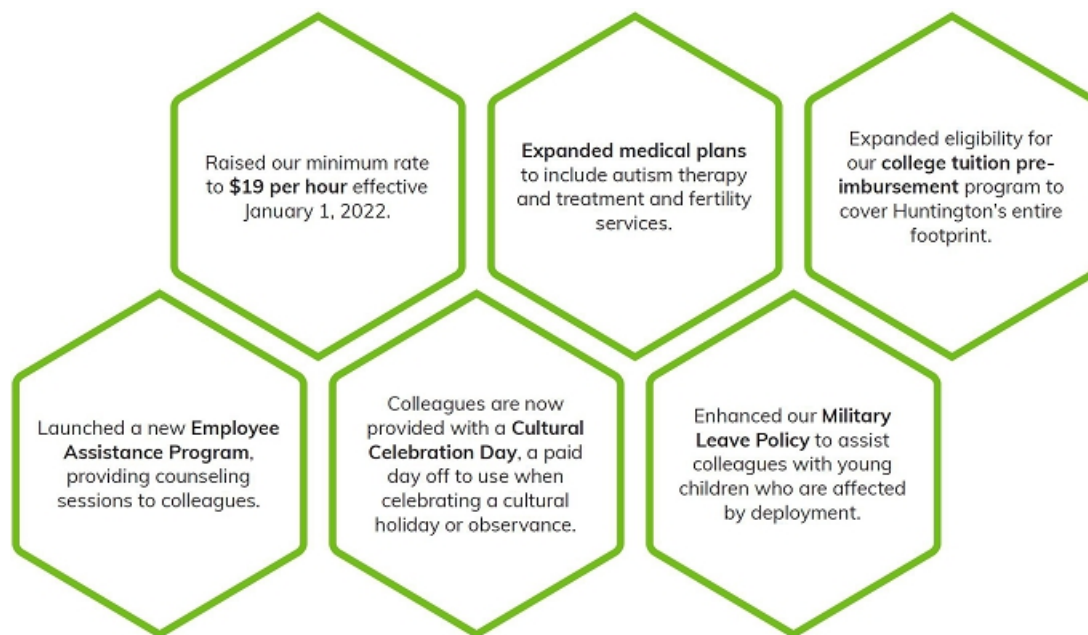 Raised our minimum rate
to $19 per hour effective
January 1, 2022.
Expanded medical plans
to include autism therapy
and treatment and fertility
services.
Expanded eligibility for
our college tuition pre-
imbursement program to
cover Huntington's entire
footprint.
Launched a new Employee
Assistance Program,
providing counseling
sessions to colleagues.
Colleagues are now
provided with a Cultural
Celebration Day, a paid
day off to use when
celebrating a cultural
holiday or observance.
Enhanced our Military
Leave Policy to assist
colleagues with young
children who are affected
by deployment.